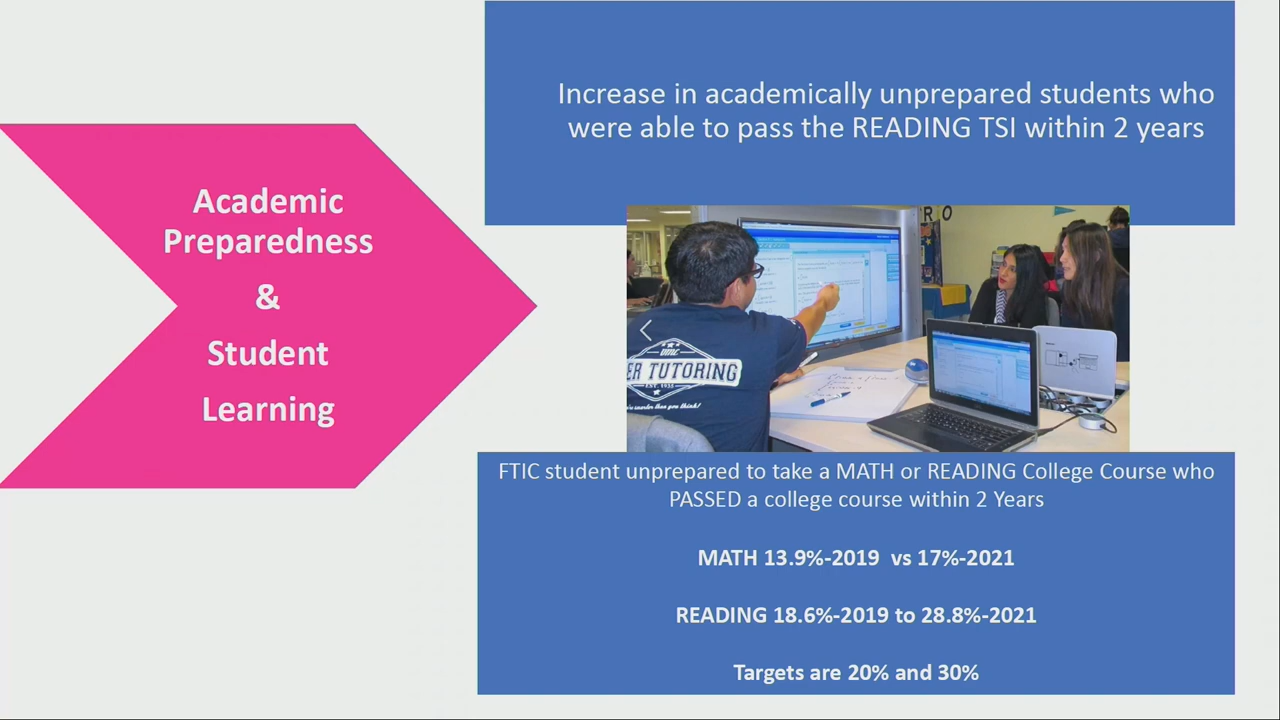 Academic
Preparedness
&
Student
Learning
Increase in academically unprepared students who
were able to pass the READING TSI within 2 years
R O
ER TUTORING
EST. 1935
FTIC student unprepared to take a MATH or READING College Course who
PASSED a college course within 2 Years
MATH 13.9%-2019 vs 17%-2021
READING 18.6%-2019 to 28.8%-2021
Targets are 20% and 30%